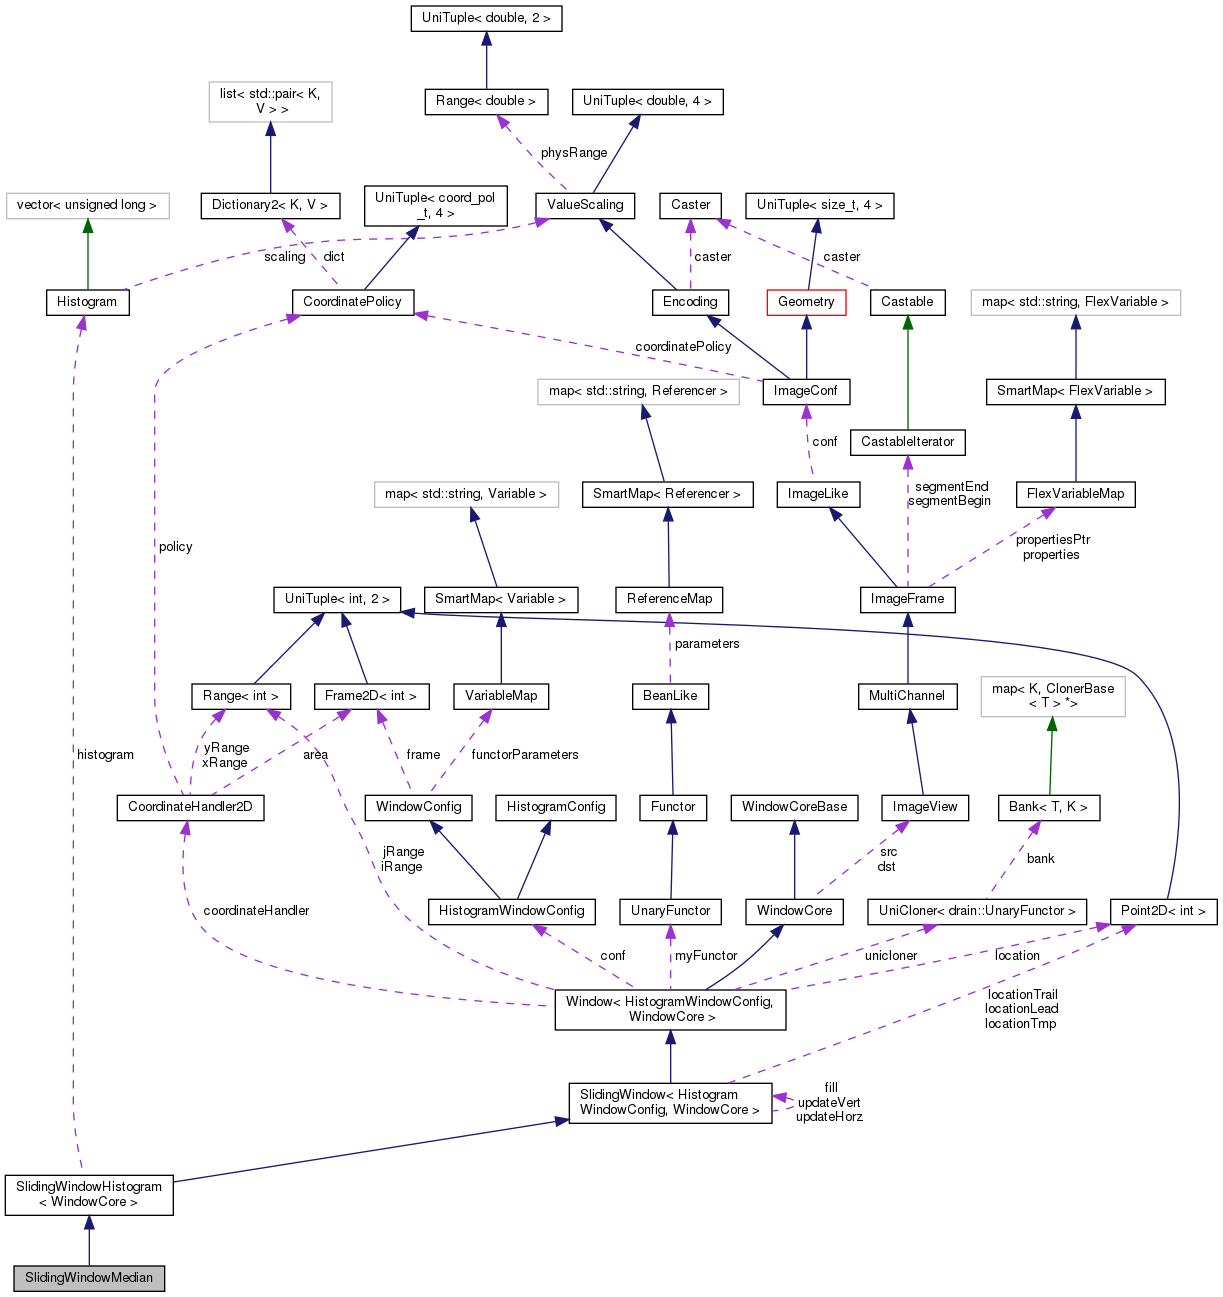 UniTuple< double, 2 >
list< std::pair< K,
V > >
Range< double >
UniTuple< double, 4 >
physRange
vector< unsigned long >
Dictionary2< K, V >
UniTuple< coord_pol
_t, 4 >
ValueScaling
Caster
UniTuple< size_t, 4 >
scaling
dict
caster
caster
Histogram
CoordinatePolicy
Encoding
Geometry
Castable
map< std::string, FlexVariable >
coordinatePolicy
map< std::string, Referencer >
ImageConf
SmartMap< FlexVariable >
conf
CastableIterator
map< std::string, Variable >
SmartMap< Referencer >
ImageLike
segmentEnd
segmentBegin
FlexVariableMap
policy
propertiesPtr
properties
UniTuple< int, 2 >
SmartMap< Variable >
ReferenceMap
ImageFrame
parameters
Range< int >
Frame2D< int >
VariableMap
BeanLike
MultiChannel
map< K, ClonerBase
< T > *>
histogram
yRange
xRange
area
frame
functorParameters
CoordinateHandler2D
WindowConfig
HistogramConfig
Functor
WindowCoreBase
ImageView
Bank< T, K >
jRange
iRange
src
dst
bank
coordinateHandler
HistogramWindowConfig
UnaryFunctor
WindowCore
UniCloner< drain::UnaryFunctor >
Point2D< int >
conf
myFunctor
unicloner
location
Window< HistogramWindowConfig,
WindowCore >
locationTrail
locationLead
locationTmp
SlidingWindow< Histogram
WindowConfig, WindowCore >
fill
updateVert
updateHorz
SlidingWindowHistogram
< WindowCore >
SlidingWindowMedian